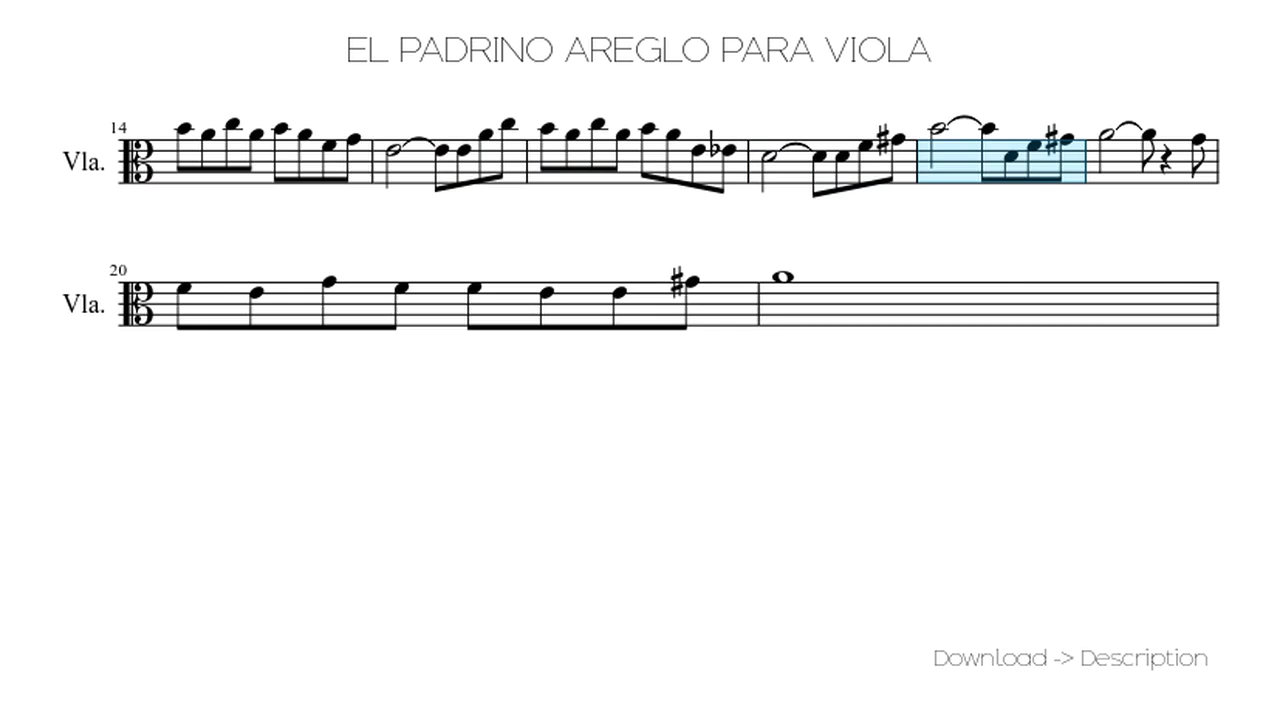 EL PADRINO AREGLO PARA VIOLA
14
Vla.
20
Vla.
Download -> Description